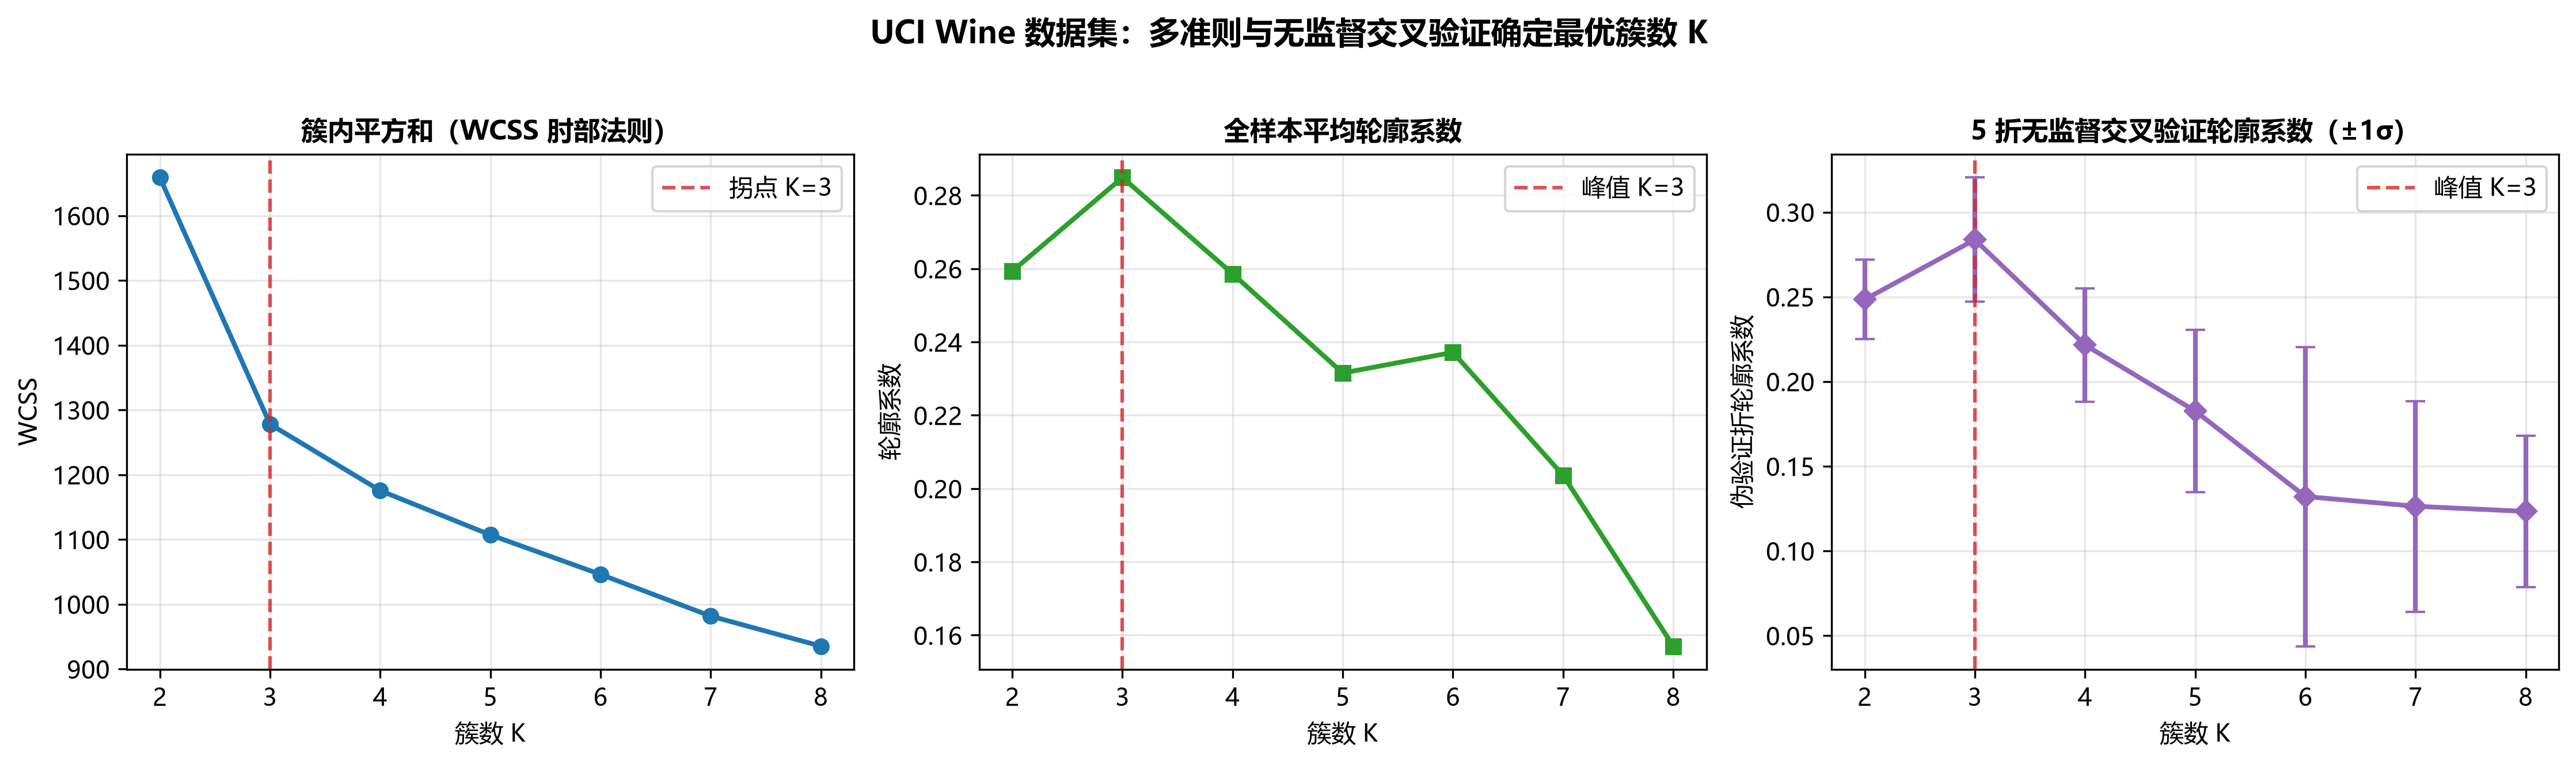 UCI Wine 数据集：多准则与无监督交叉验证确定最优簇数 K
簇内平方和（WCSS 肘部法则）
拐点 K=3
WCSS
1600
1500
1400
1300
1200
1100
1000
900
2 3 4 5 6 7 8
簇数 K
全样本平均轮廓系数
峰值 K=3
轮廓系数
0.28
0.26
0.24
0.22
0.20
0.18
0.16
2 3 4 5 6 7 8
簇数 K
5 折无监督交叉验证轮廓系数（±1σ）
峰值 K=3
伪验证折轮廓系数
0.30
0.25
0.20
0.15
0.10
0.05
2 3 4 5 6 7 8
簇数 K